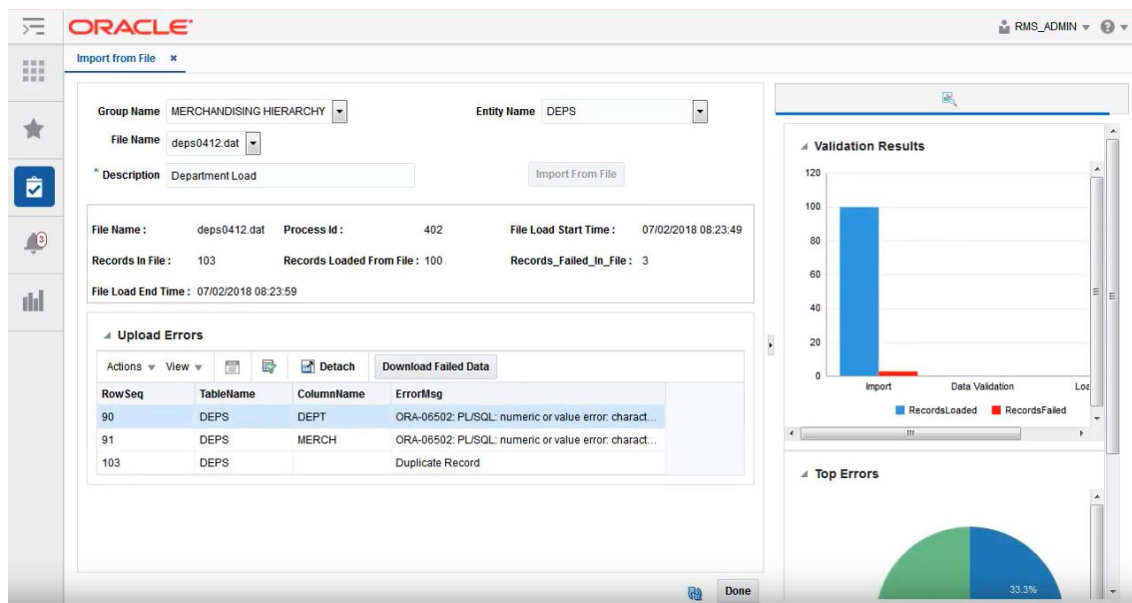 ORACLE
RMS_ADMIN
Import from File
Group Name MERCHANDISING HIERARCHY Entity Name DEPS
File Name deps0412.dat
* Description Department Load Import From File
File Name : deps0412.dat Process Id : 402 File Load Start Time : 07/02/2018 08:23:49
Records In File : 103 Records Loaded From File : 100 Records_Failed_In_File : 3
File Load End Time : 07/02/2018 08:23:59
Upload Errors
Actions View Detach Download Failed Data
RowSeq TableName ColumnName ErrorMsg
90 DEPS DEPT ORA-06502: PL/SQL: numeric or value error: charact...
91 DEPS MERCH ORA-06502: PL/SQL: numeric or value error: charact...
103 DEPS Duplicate Record
Done
3
Validation Results
120
100
80
60
40
20
0
Import Data Validation Loa
RecordsLoaded RecordsFailed
Top Errors
33.3%